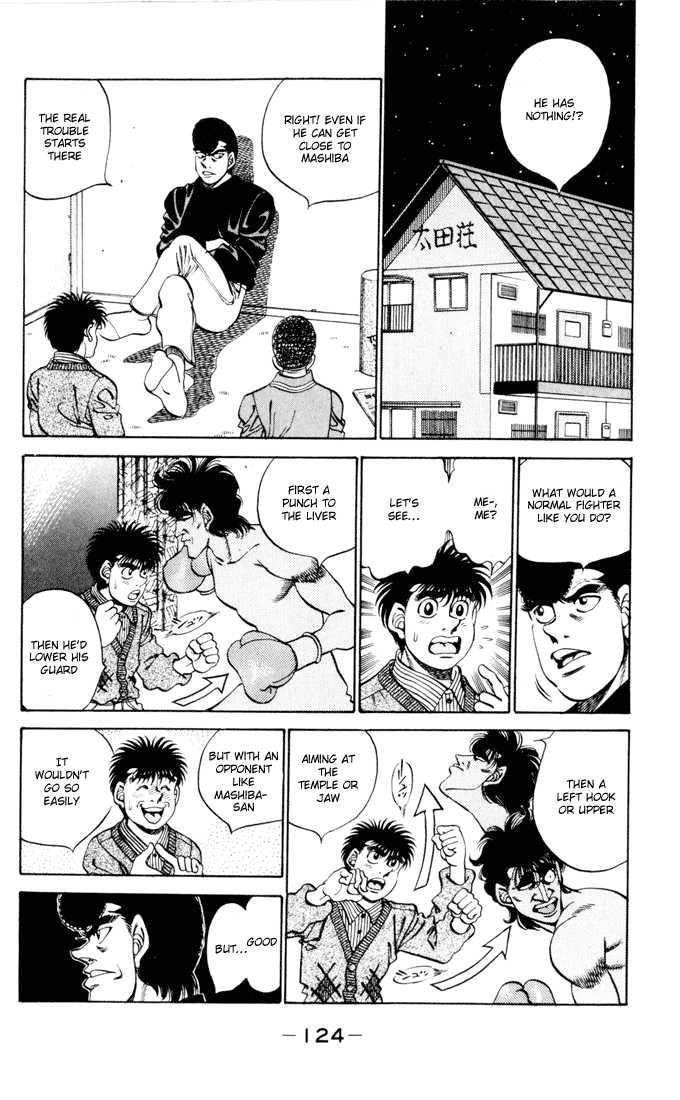 HE HAS
NOTHING!?
太田荘
RIGHT! EVEN IF
HE CAN GET
CLOSE TO
MASHIBA
THE REAL
TROUBLE
STARTS
THERE
WHAT WOULD A
NORMAL FIGHTER
LIKE YOU DO?
ME-,
ME?
LET'S
SEE...
FIRST A
PUNCH TO
THE LIVER
THEN HE'D
LOWER HIS
GUARD
THEN A
LEFT HOOK
OR UPPER
AIMING AT
THE
TEMPLE OR
JAW
BUT WITH AN
OPPONENT
LIKE
MASHIBA-
SAN
IT
WOULDN'T
GO SO
EASILY
GOOD
BUT...
-124-